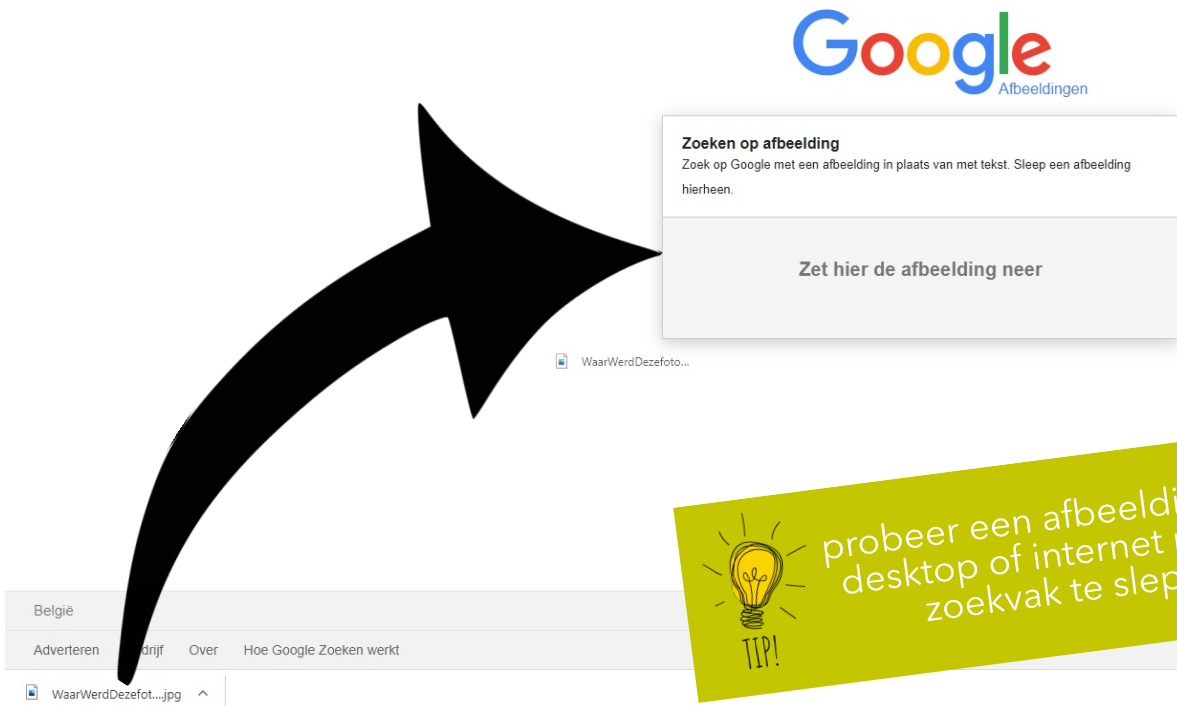 Google
Afbeeldingen
Zoeken op afbeelding
Zoek op Google met een afbeelding in plaats van met tekst. Sleep een afbeelding
hierheen.
Zet hier de afbeelding neer
WaarWerdDezefoto...
probeer een
desktop of internet
zoekvak te
TIP!
België
Adverteren Over Hoe Google Zoeken werkt
WaarWerdDezefot....jpg